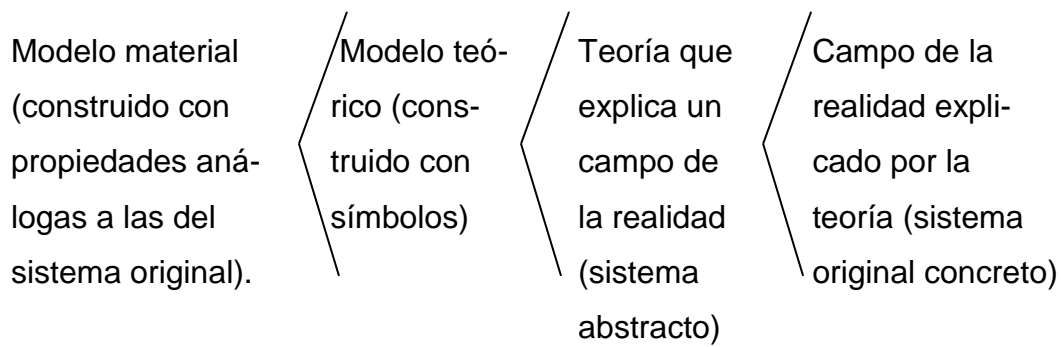 Modelo material
(construido con
propiedades aná-
logas a las del
sistema original).
Modelo teó-
rico (cons-
truido con
símbolos)
Teoría que
explica un
campo de
la realidad
(sistema
abstracto)
Campo de la
realidad expli-
cado por la
teoría (sistema
original concreto)